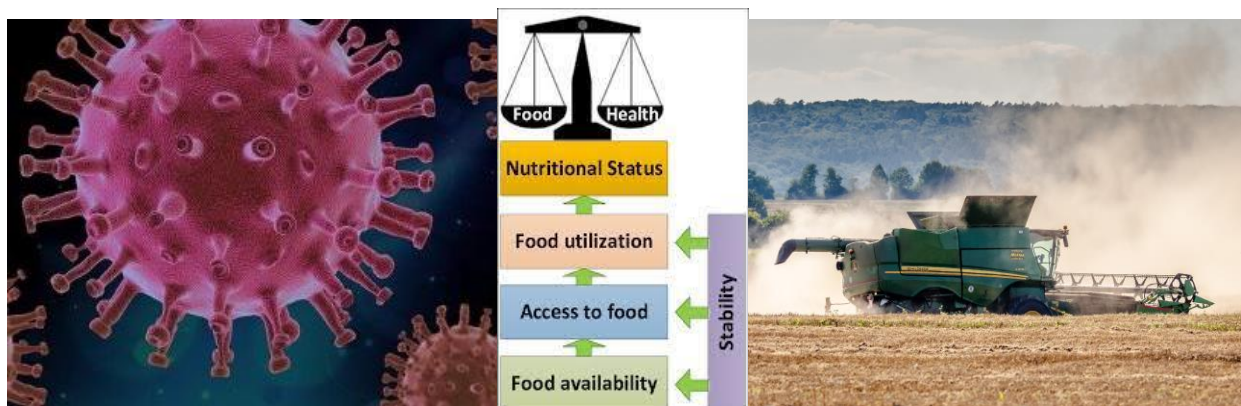 Food
Health
Nutritional Status
Food utilization
Access to food
Food availability
Stability